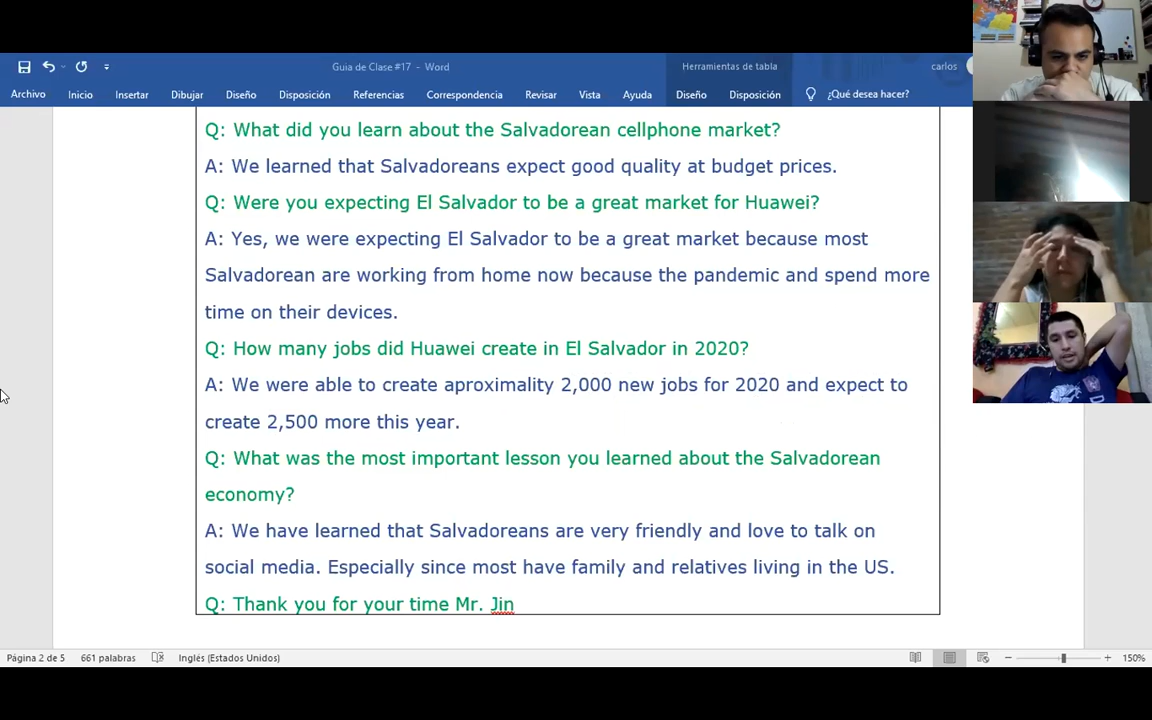 Guia de Clase #17 - Word
Herramientas de tabla
carlos
Archivo Inicio Insertar Dibujar Diseño Disposición Referencias Correspondencia Revisar Vista Ayuda Diseño Disposición ¿Qué desea hacer?
Q: What did you learn about the Salvadorean cellphone market?
A: We learned that Salvadoreans expect good quality at budget prices.
Q: Were you expecting El Salvador to be a great market for Huawei?
A: Yes, we were expecting El Salvador to be a great market because most
Salvadorean are working from home now because the pandemic and spend more
time on their devices.
Q: How many jobs did Huawei create in El Salvador in 2020?
A: We were able to create aproximality 2,000 new jobs for 2020 and expect to
create 2,500 more this year.
Q: What was the most important lesson you learned about the Salvadorean
economy?
A: We have learned that Salvadoreans are very friendly and love to talk on
social media. Especially since most have family and relatives living in the US.
Q: Thank you for your time Mr. Jin
Página 2 de 5 661 palabras Inglés (Estados Unidos) 150%